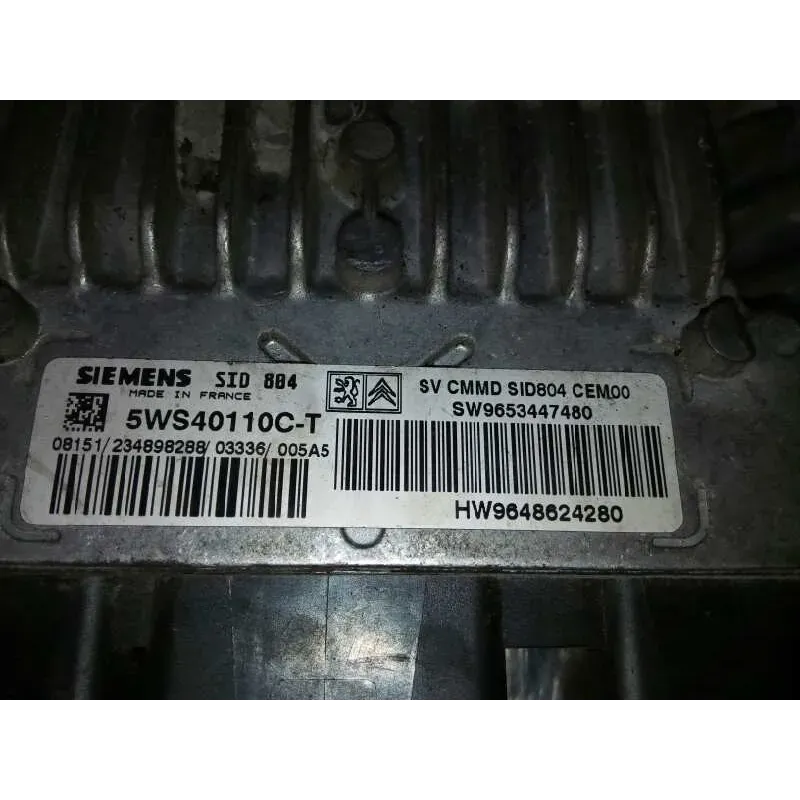 SIEMENS SID 804
MADE IN FRANCE
5WS40110C-T
08151/234898288/03336/005A5
SV CMMD SID804 CEM00
SW9653447480
HW9648624280